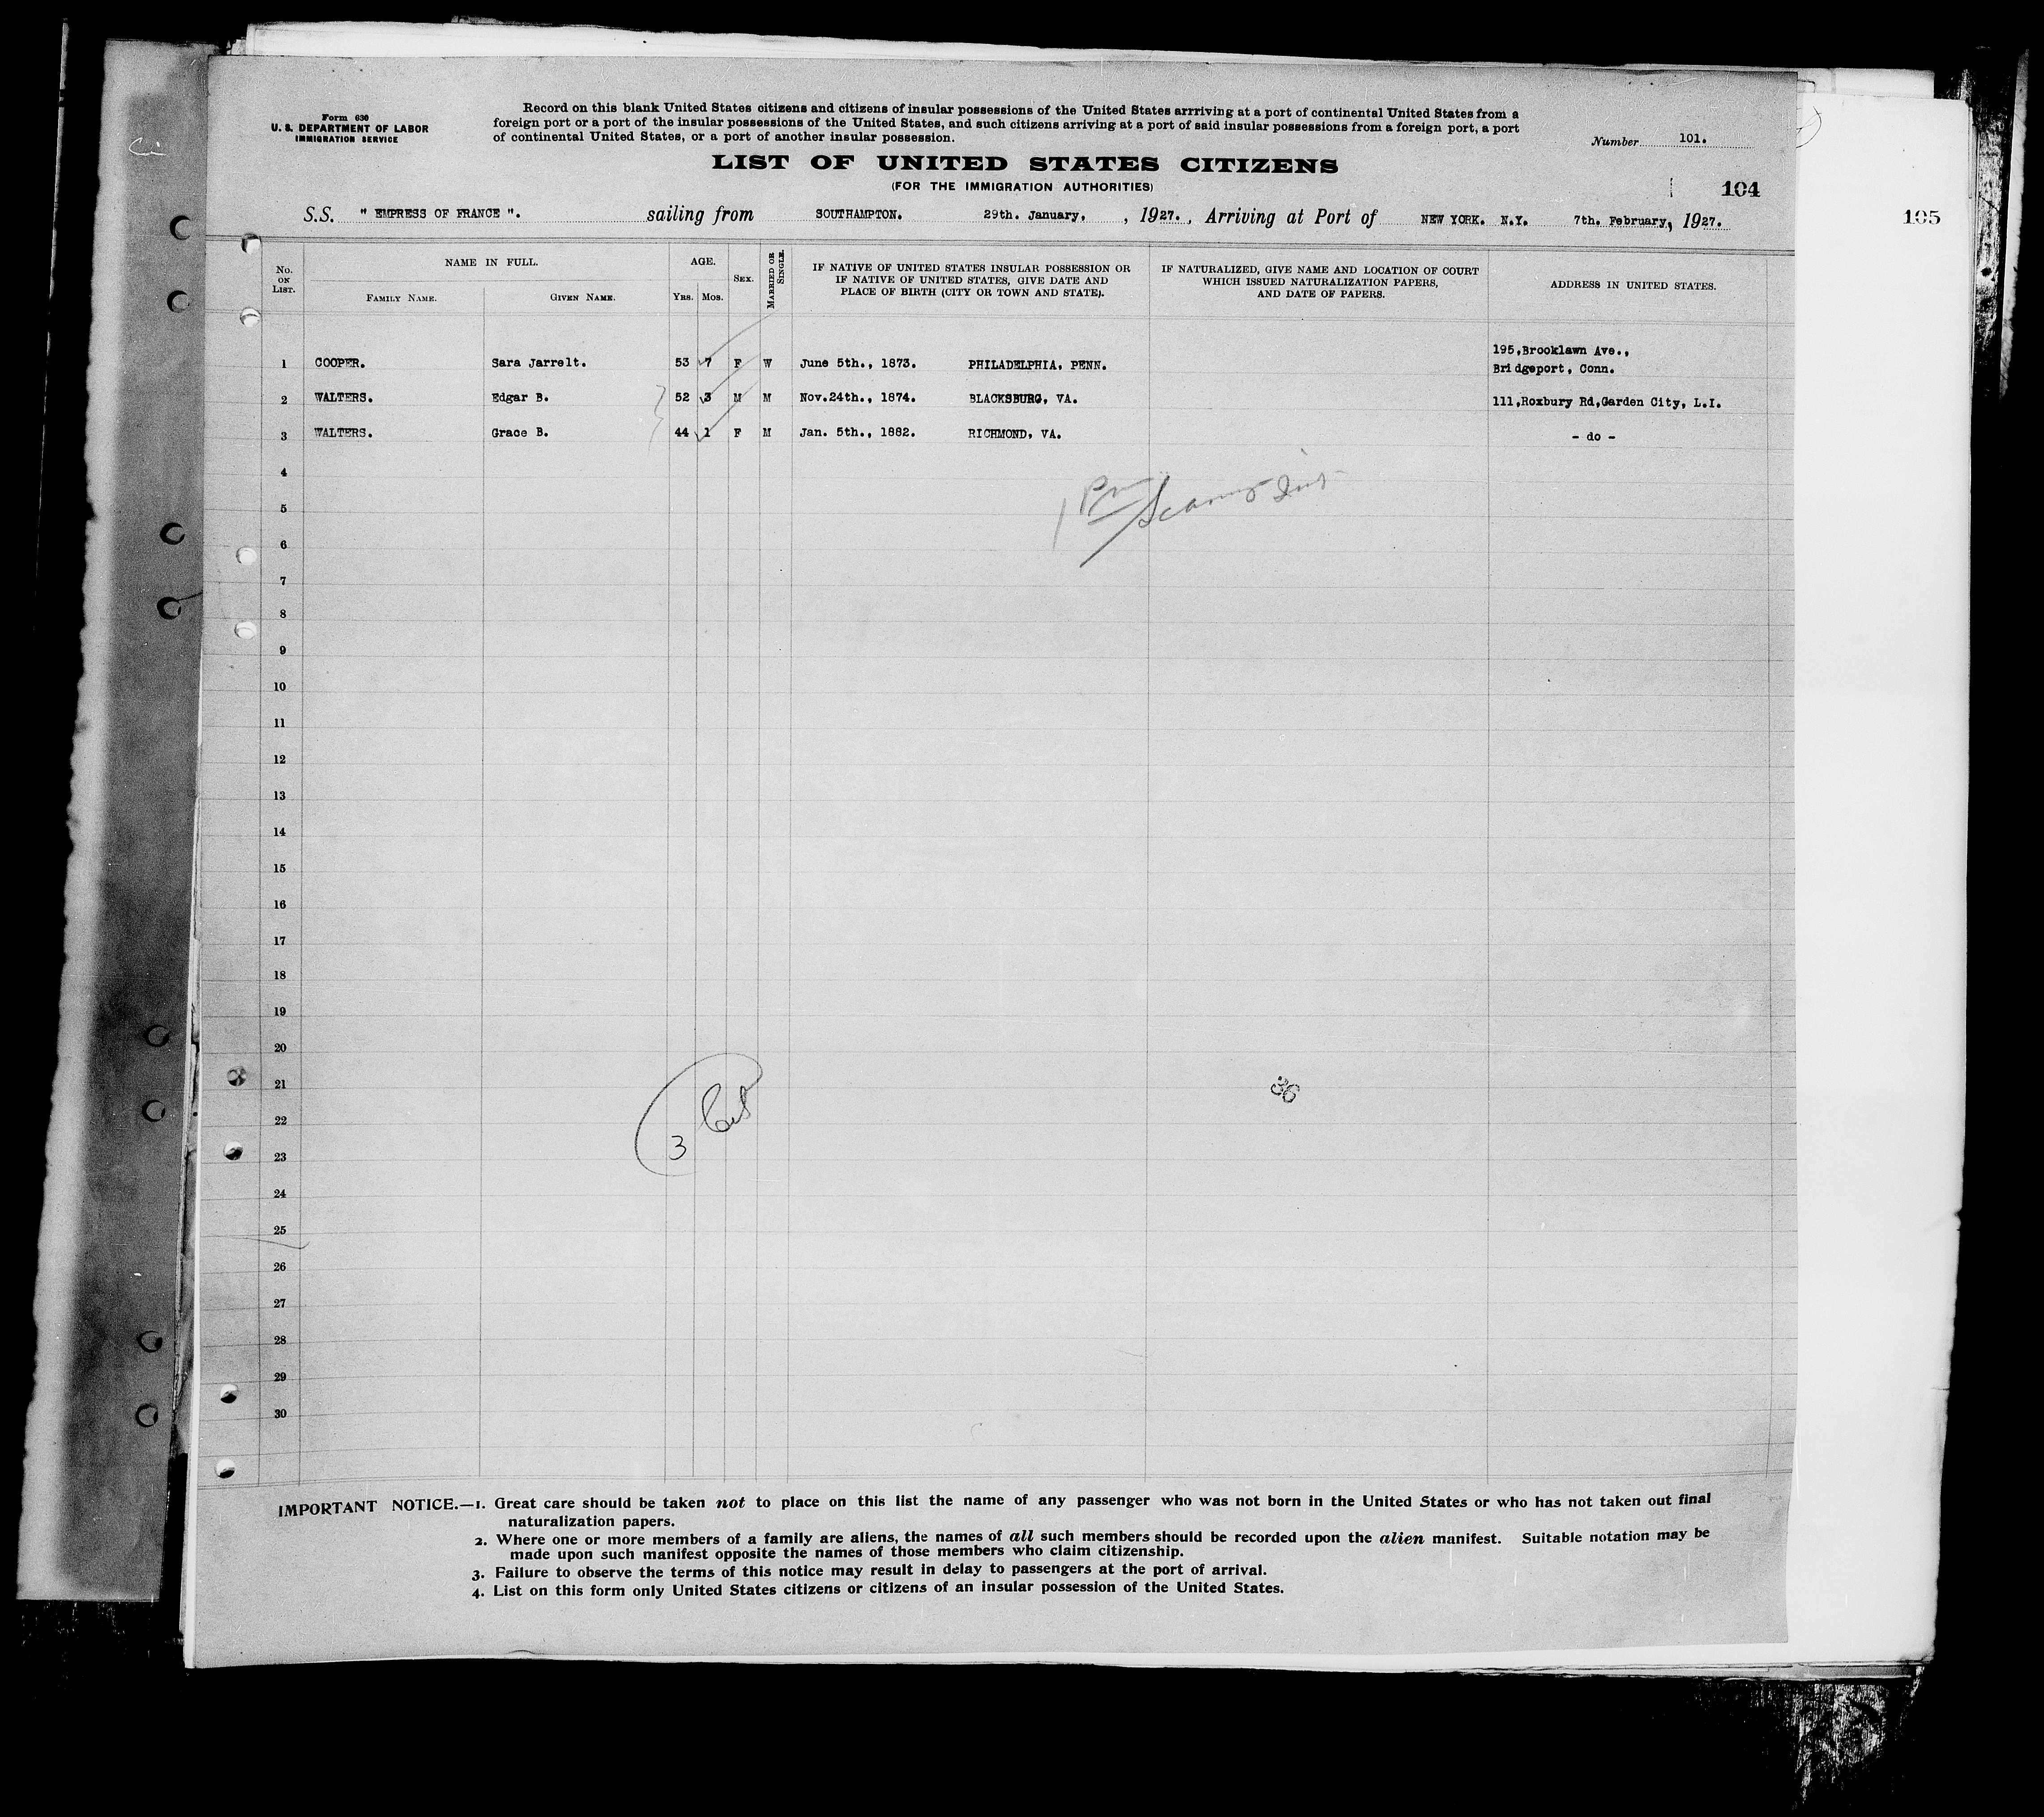 Form 630
U. S. DEPARTMENT OF LABOR
IMMIGRATION SERVICE
Record on this blank United States citizens and citizens of insular possessions of the United States arrriving at a port of continental United States from a
foreign port or a port of the insular possessions of the United States, and such citizens arriving at a port of said insular possessions from a foreign port, a port
of continental United States, or a port of another insular possession.
Number 101.
LIST OF UNITED STATES CITIZENS
(FOR THE IMMIGRATION AUTHORITIES)
104
105
S.S. " EMPRESS OF FRANCE ". sailing from SOUTHAMPTON. 29th. January, , 1927. , Arriving at Port of NEW YORK. N.Y. 7th. February, 1927.
No. ON LIST. NAME IN FULL. FAMILY NAME. GIVEN NAME. AGE. YRS. MOS. SEX. MARRIED OR SINGLE. IF NATIVE OF UNITED STATES INSULAR POSSESSION OR IF NATIVE OF UNITED STATES, GIVE DATE AND PLACE OF BIRTH (CITY OR TOWN AND STATE). IF NATURALIZED, GIVE NAME AND LOCATION OF COURT WHICH ISSUED NATURALIZATION PAPERS, AND DATE OF PAPERS. ADDRESS IN UNITED STATES.
1 COOPER. Sara Jarrelt. 53 7 F W June 5th., 1873. PHILADELPHIA, PENN. 195,Brooklawn Ave., Bridgeport, Conn.
2 WALTERS. Edgar B. 52 3 M M Nov.24th., 1874. BLACKSBURG, VA. 111,Roxbury Rd,Garden City, L.I.
3 WALTERS. Grace B. 44 1 F M Jan. 5th., 1882. RICHMOND, VA. - do -
4
5
6
7
8
9
10
11
12
13
14
15
16
17
18
19
20
21
22
23
24
25
26
27
28
29
30
3
36
IMPORTANT NOTICE.—1. Great care should be taken not to place on this list the name of any passenger who was not born in the United States or who has not taken out final
naturalization papers.
2. Where one or more members of a family are aliens, the names of all such members should be recorded upon the alien manifest. Suitable notation may be
made upon such manifest opposite the names of those members who claim citizenship.
3. Failure to observe the terms of this notice may result in delay to passengers at the port of arrival.
4. List on this form only United States citizens or citizens of an insular possession of the United States.